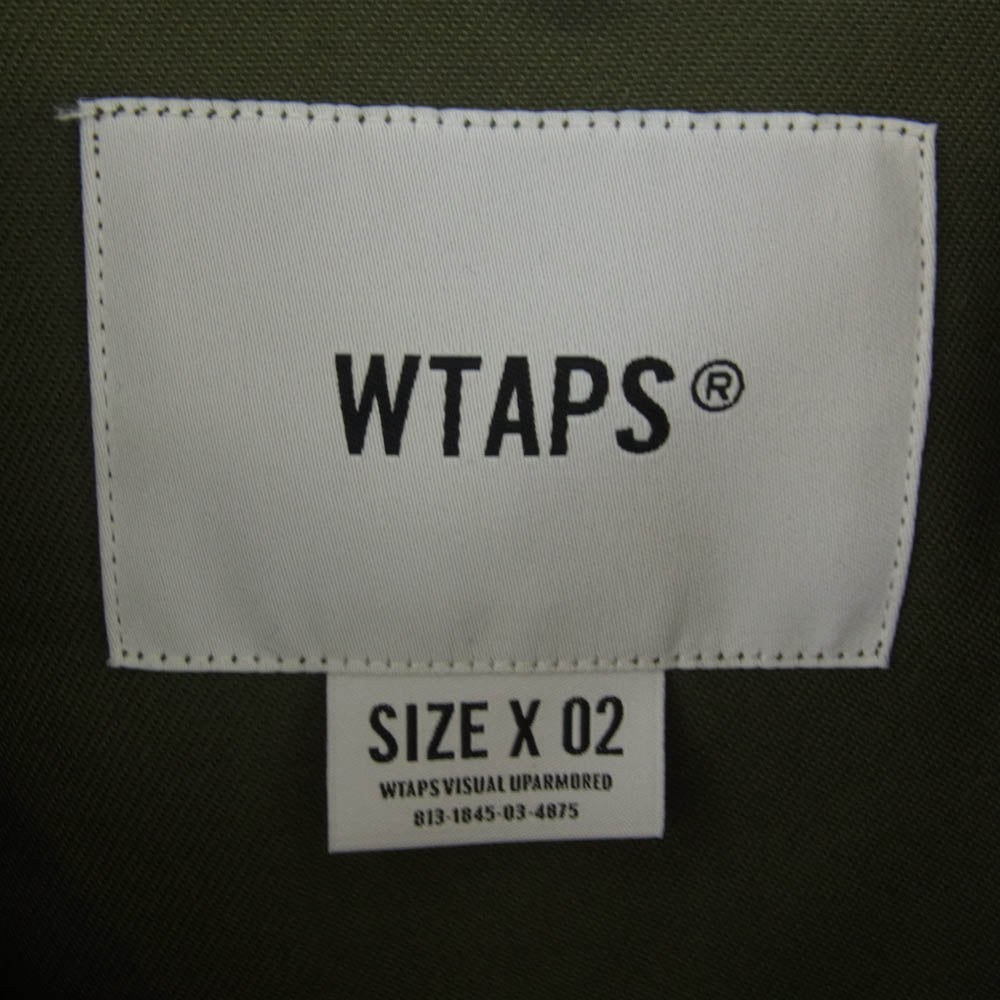 WTAPS®
SIZE X 02
WTAPS VISUAL UPARMORED
813-1845-03-4875